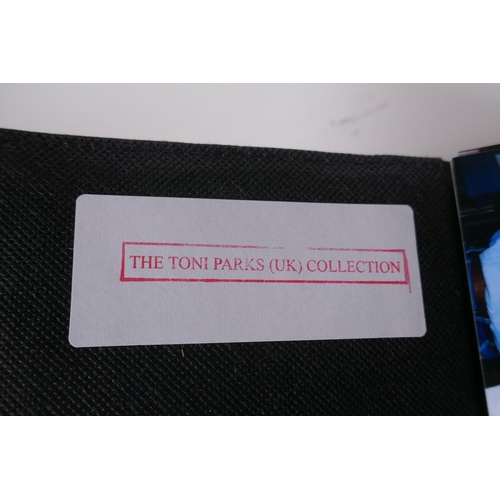 THE TONI PARKS (UK) COLLECTION